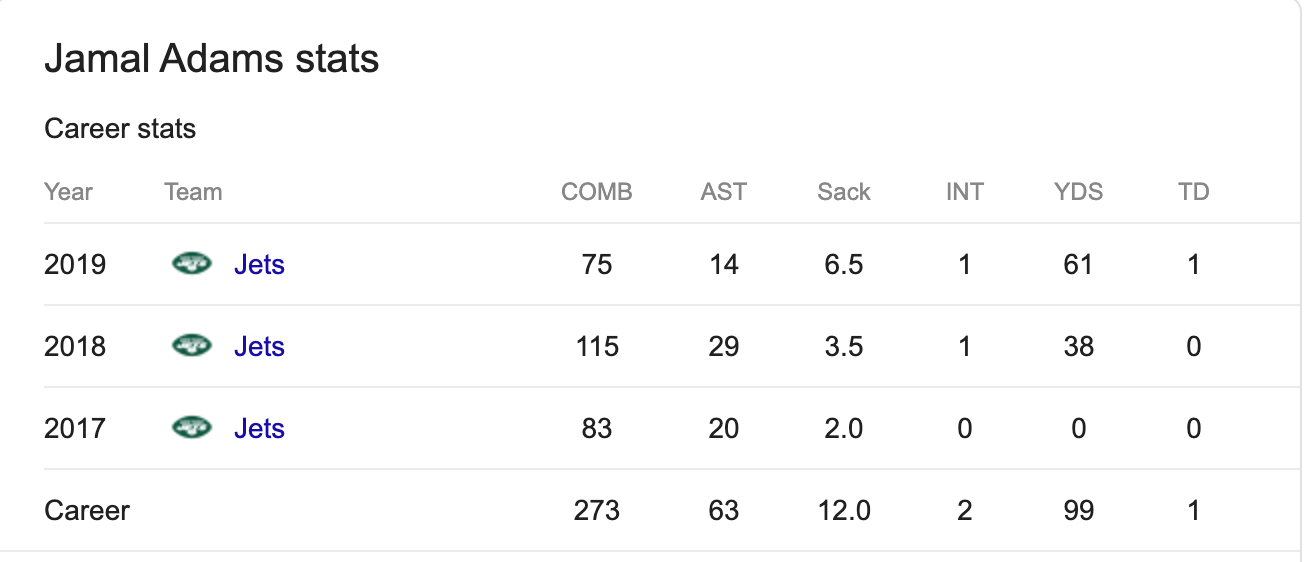 Jamal Adams stats
Career stats
Year Team COMB AST Sack INT YDS TD
2019 Jets 75 14 6.5 1 61 1
2018 Jets 115 29 3.5 1 38 0
2017 Jets 83 20 2.0 0 0 0
Career 273 63 12.0 2 99 1